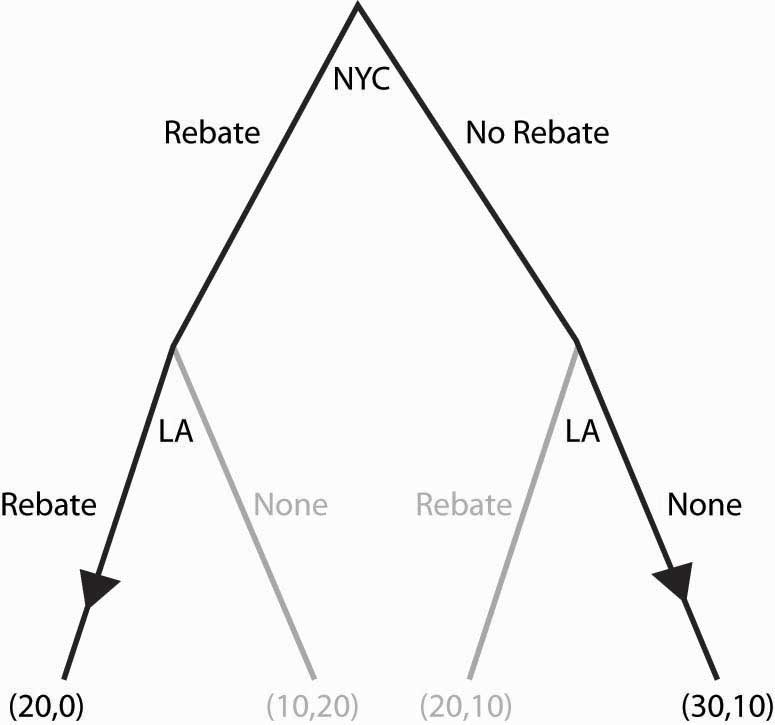 NYC
Rebate
No Rebate
LA
LA
Rebate
None
Rebate
None
(20,0)
(10,20)
(20,10)
(30,10)